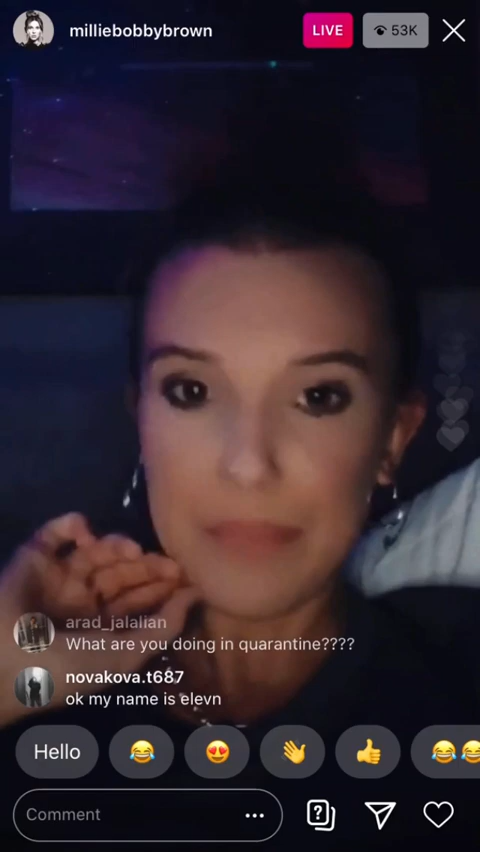 milliebobbybrown
LIVE
53K
arad_jalalian
What are you doing in quarantine????
novakova.t687
ok my name is elevn
Hello
Comment